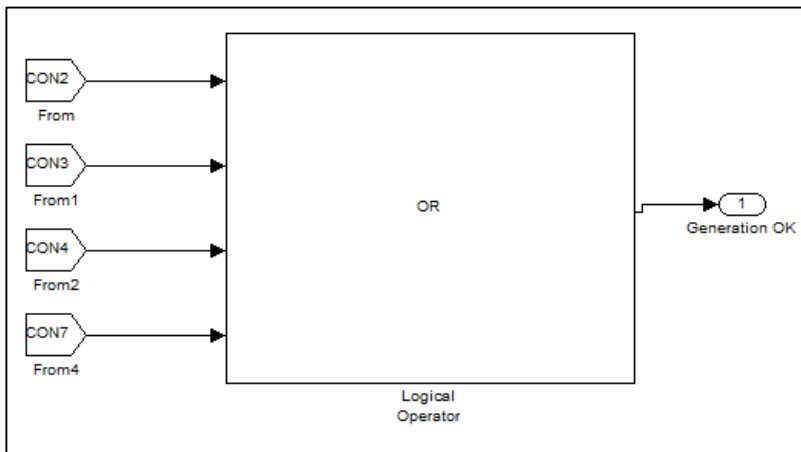 CON2
From
CON3
From1
CON4
From2
CON7
From4
OR
Logical
Operator
1
Generation OK